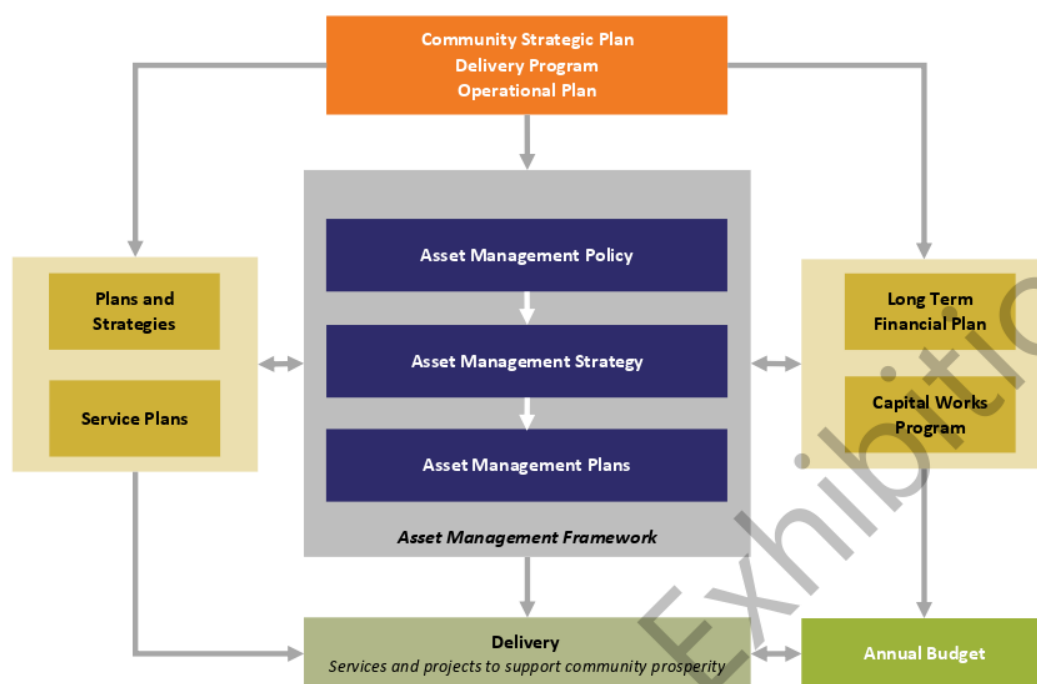 Community Strategic Plan
Delivery Program
Operational Plan
Asset Management Policy
Plans and
Strategies
Long Term
Financial Plan
Asset Management Strategy
Service Plans
Capital Works
Program
Asset Management Plans
Asset Management Framework
Delivery
Services and projects to support community prosperity
Annual Budget